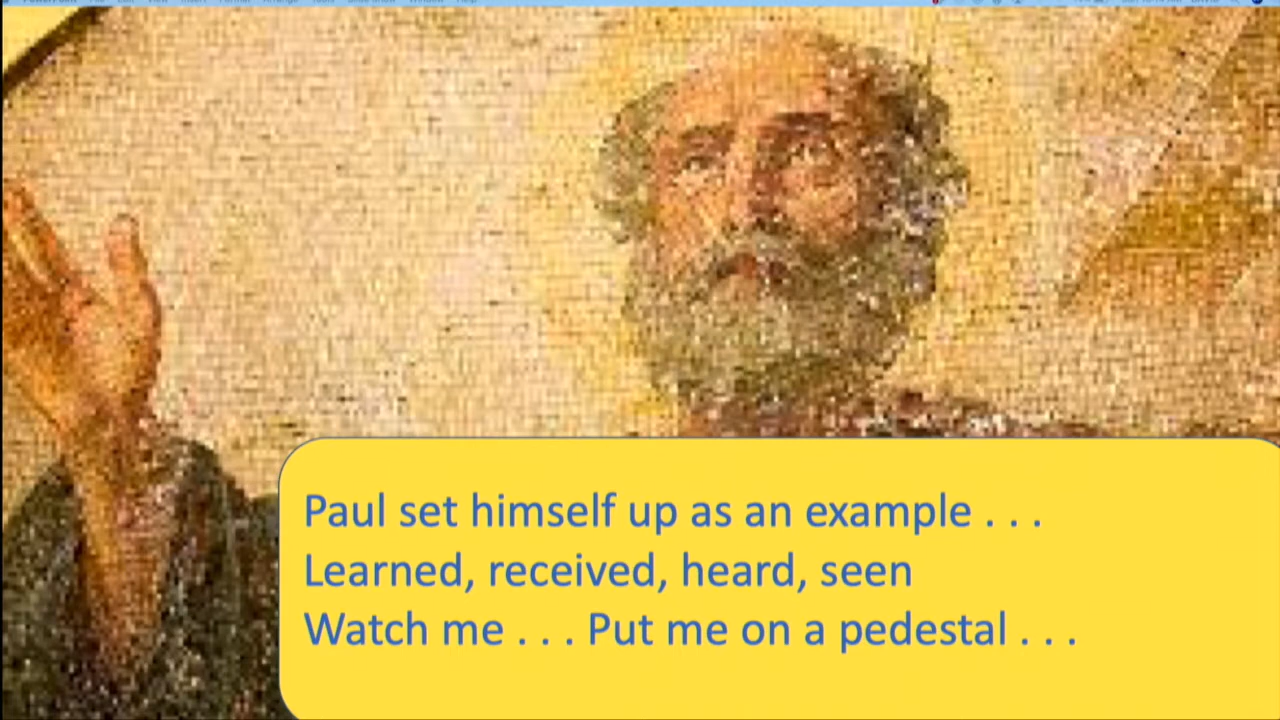 Paul set himself up as an example . . .
Learned, received, heard, seen
Watch me . . . Put me on a pedestal . . .